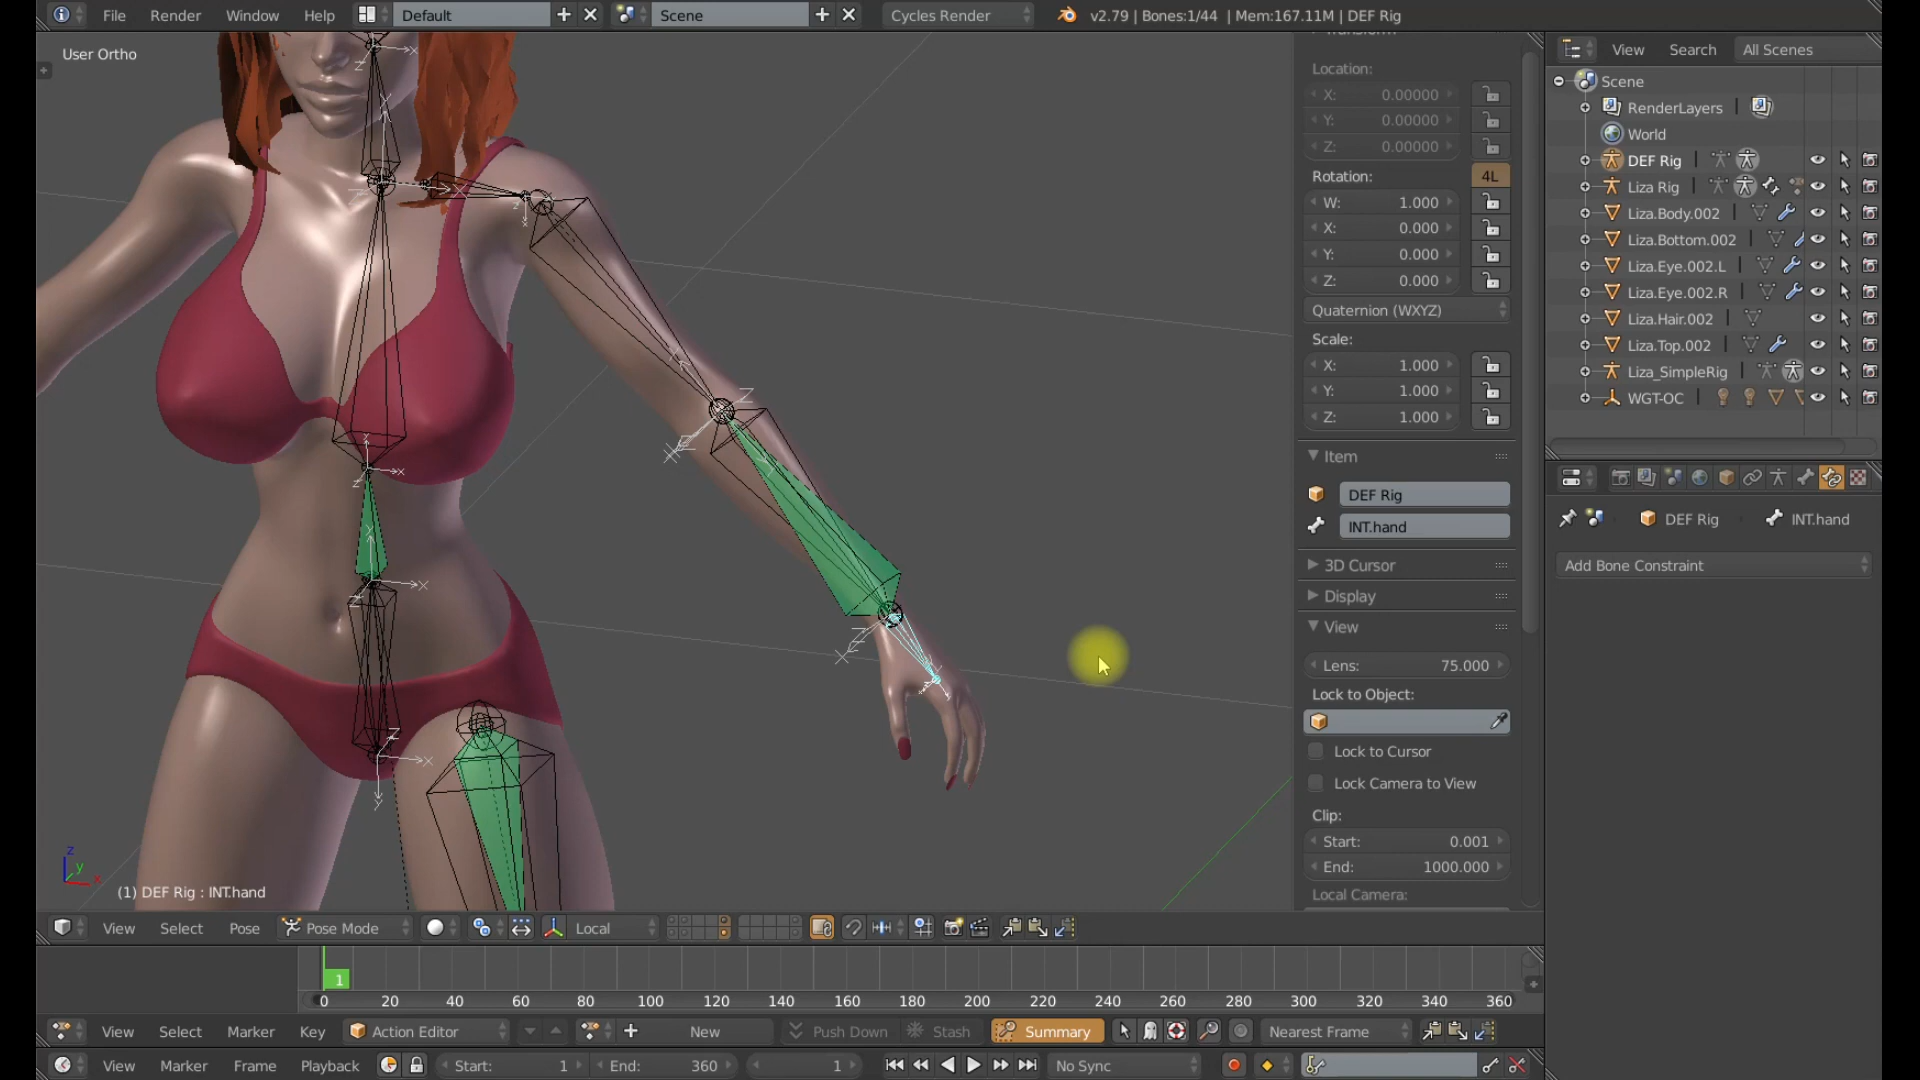 File Render Window Help Default Scene Cycles Render v2.79 | Bones:1/44 | Mem:167.11M | DEF Rig
User Ortho
Location:
X: 0.00000
Y: 0.00000
Z: 0.00000
Rotation: 4L
W: 1.000
X: 0.000
Y: 0.000
Z: 0.000
Quaternion (WXYZ)
Scale:
X: 1.000
Y: 1.000
Z: 1.000
Item
DEF Rig
INT.hand
3D Cursor
Display
View
Lens: 75.000
Lock to Object:
Lock to Cursor
Lock Camera to View
Clip:
Start: 0.001
End: 1000.000
Local Camera:
View Search All Scenes
Scene
RenderLayers
World
DEF Rig
Liza Rig
Liza.Body.002
Liza.Bottom.002
Liza.Eye.002.L
Liza.Eye.002.R
Liza.Hair.002
Liza.Top.002
Liza_SimpleRig
WGT-OC
DEF Rig INT.hand
Add Bone Constraint
z
y
x
(1) DEF Rig : INT.hand
View Select Pose Pose Mode Local
1
0 20 40 60 80 100 120 140 160 180 200 220 240 260 280 300 320 340 360
View Select Marker Key Action Editor New Push Down Stash Summary Nearest Frame
View Marker Frame Playback Start: 1 End: 360 1 No Sync